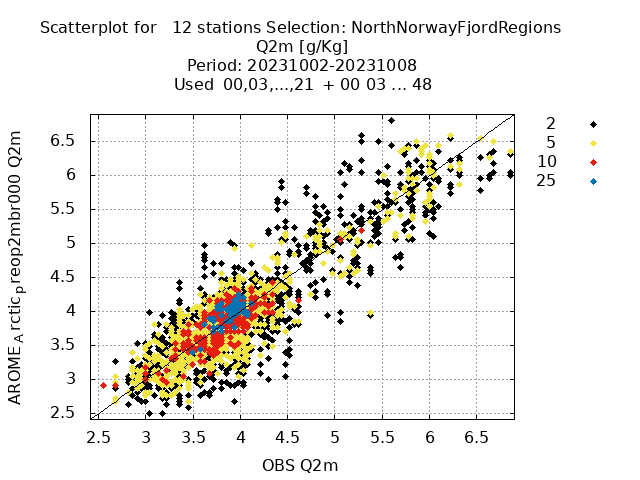 Scatterplot for   12 stations Selection: NorthNorwayFjordRegions
Q2m [g/Kg]
Period: 20231002-20231008
Used  00,03,...,21  + 00 03 ... 48
2
5
10
25
AROME_Arctic_preop2mbr000 Q2m
6.5
6
5.5
5
4.5
4
3.5
3
2.5
2.5 3 3.5 4 4.5 5 5.5 6 6.5
OBS Q2m